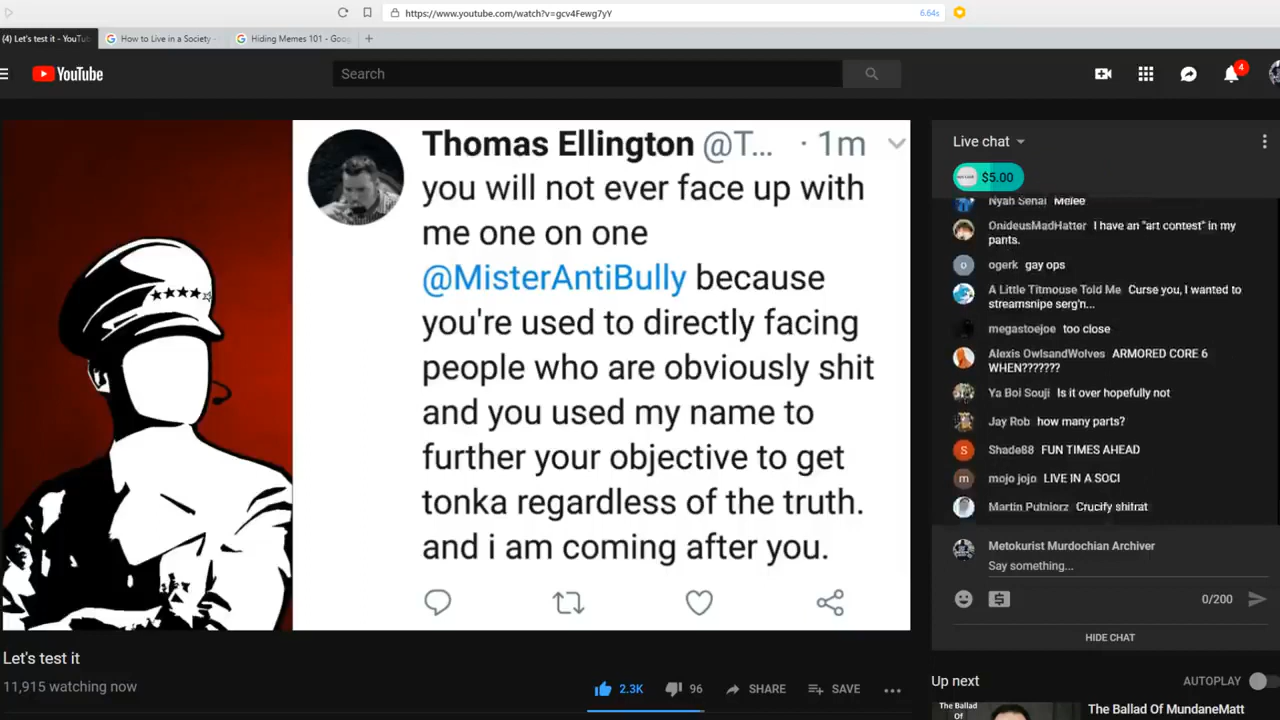 https://www.youtube.com/watch?v=gcv4Fewg7yY
6.64s
(4) Let's test it - YouTub
How to Live in a Society -
Hiding Memes 101 - Goog
YouTube
Search
4
Thomas Ellington @T... · 1m
you will not ever face up with
me one on one
@MisterAntiBully because
you're used to directly facing
people who are obviously shit
and you used my name to
further your objective to get
tonka regardless of the truth.
and i am coming after you.
Live chat
$5.00
Nyah Senai Melee
OnideusMadHatter I have an "art contest" in my
pants.
ogerk gay ops
A Little Titmouse Told Me Curse you, I wanted to
streamsnipe serg'n...
megastoejoe too close
Alexis OwlsandWolves ARMORED CORE 6
WHEN???????
Ya Boi Souji Is it over hopefully not
Jay Rob how many parts?
S
Shade88 FUN TIMES AHEAD
m
mojo jojo LIVE IN A SOCI
Martin Putniorz Crucify shitrat
Metokurist Murdochian Archiver
Say something...
0/200
HIDE CHAT
Let's test it
11,915 watching now
2.3K
96
SHARE
SAVE
Up next
AUTOPLAY
The Ballad
Of
The Ballad Of MundaneMatt